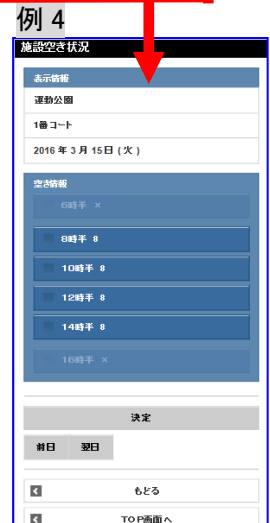 例 4
施設空き状況
表示情報
運動公園
1番コート
2016 年 3 月 15日 ( 火 )
空き情報
6時半 ×
8時半 8
10時半 8
12時半 8
14時半 8
16時半 ×
決定
前日 翌日
もどる
TOP画面へ